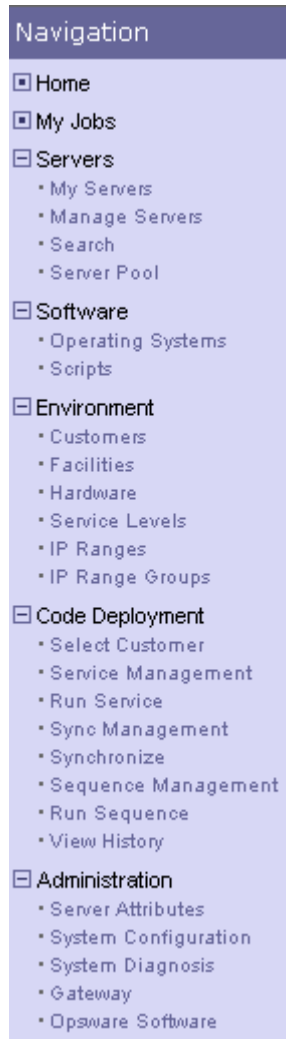 Navigation
Home
My Jobs
Servers
My Servers
Manage Servers
Search
Server Pool
Software
Operating Systems
Scripts
Environment
Customers
Facilities
Hardware
Service Levels
IP Ranges
IP Range Groups
Code Deployment
Select Customer
Service Management
Run Service
Sync Management
Synchronize
Sequence Management
Run Sequence
View History
Administration
Server Attributes
System Configuration
System Diagnosis
Gateway
Opsware Software